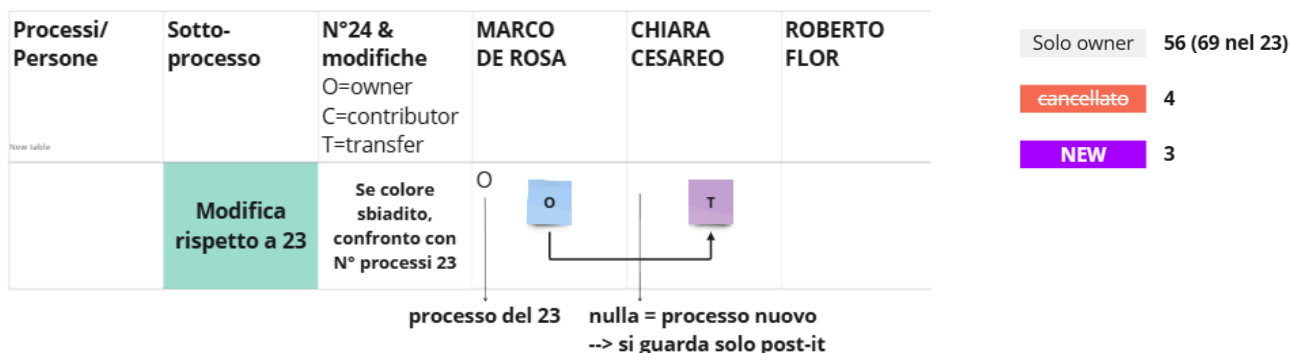 Processi/
Persone
New table
Sotto-
processo
N°24 &
modifiche
O=owner
C=contributor
T=transfer
MARCO
DE ROSA
CHIARA
CESAREO
ROBERTO
FLOR
Modifica
rispetto a 23
Se colore
sbiadito,
confronto con
N° processi 23
O
O
T
processo del 23
nulla = processo nuovo
--> si guarda solo post-it
Solo owner 56 (69 nel 23)
cancellato 4
NEW 3